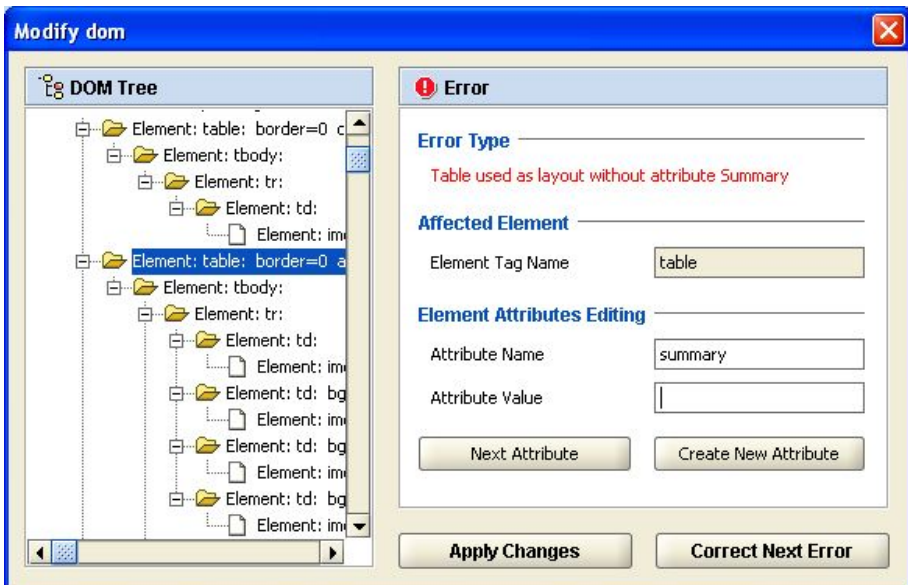 Modify dom
DOM Tree
Element: table: border=0 c
Element: tbody:
Element: tr:
Element: td:
Element: im
Element: table: border=0 a
Element: tbody:
Element: tr:
Element: td:
Element: im
Element: td: bg
Element: im
Element: td: bg
Element: im
Element: td: bg
Element: im
Error
Error Type
Table used as layout without attribute Summary
Affected Element
Element Tag Name table
Element Attributes Editing
Attribute Name summary
Attribute Value
Next Attribute Create New Attribute
Apply Changes Correct Next Error